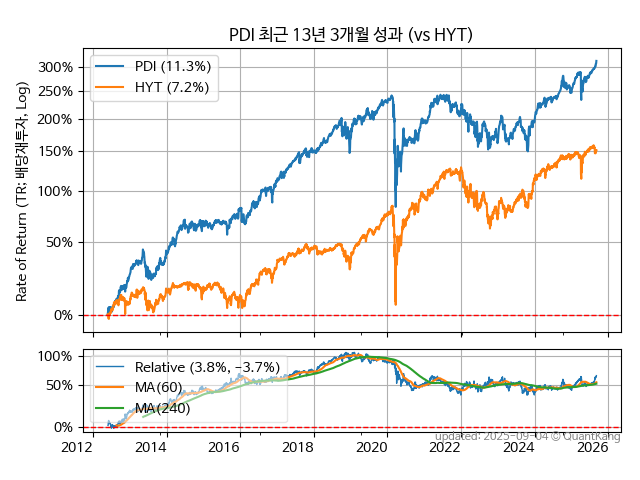 PDI 최근 13년 3개월 성과 (vs HYT)
Rate of Return (TR: 배당재투자, Log)
300%
250%
200%
150%
100%
50%
0%
PDI (11.3%)
HYT (7.2%)
100%
50%
0%
Relative (3.8%, -3.7%)
MA(60)
MA(240)
2012 2014 2016 2018 2020 2022 2024 2026
updated: 2025-09-04 © QuantKang